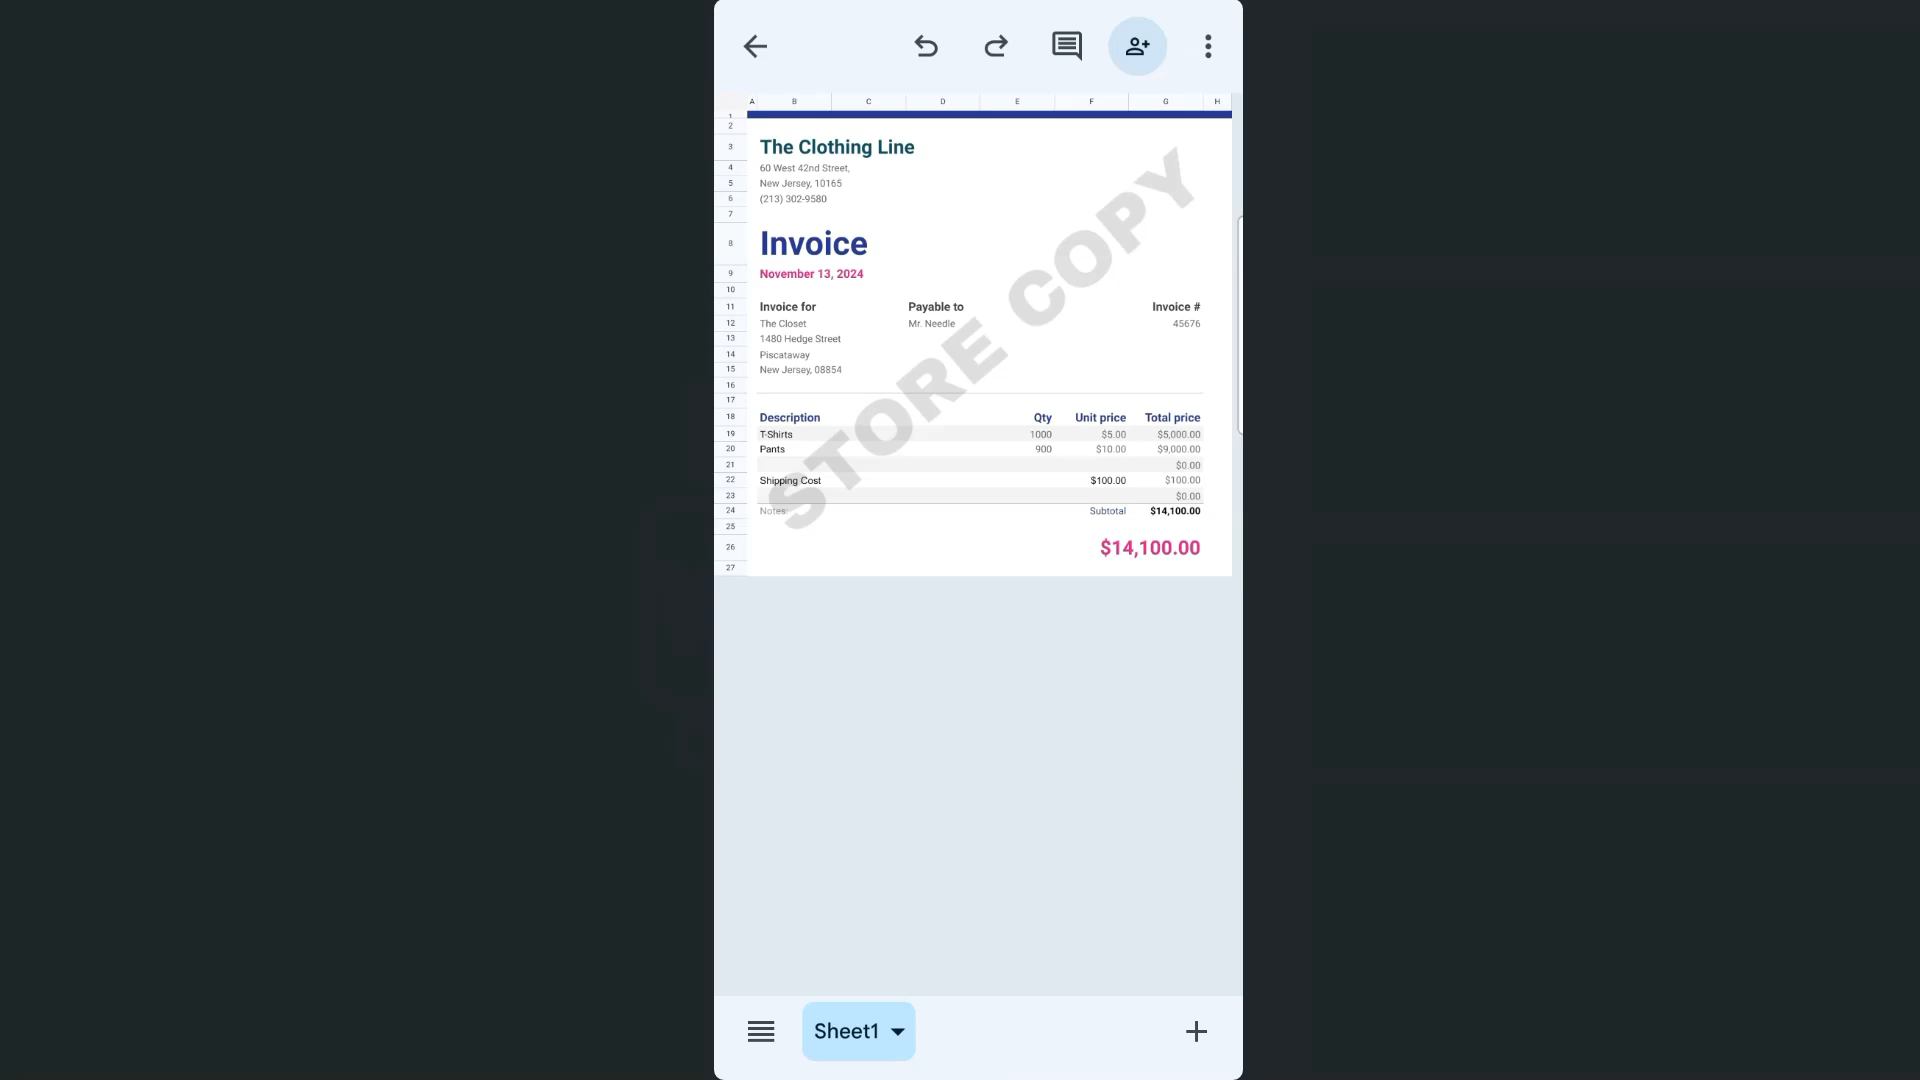 A B C D E F G H
1
2
3 The Clothing Line
4 60 West 42nd Street,
5 New Jersey, 10165
6 (213) 302-9580
7
8 Invoice
9 November 13, 2024
10
11 Invoice for Payable to Invoice #
12 The Closet Mr. Needle 45676
13 1480 Hedge Street
14 Piscataway
15 New Jersey, 08854
16
17
18 Description Qty Unit price Total price
19 T-Shirts 1000 $5.00 $5,000.00
20 Pants 900 $10.00 $9,000.00
21 $0.00
22 Shipping Cost $100.00 $100.00
23 $0.00
24 Notes: Subtotal $14,100.00
25
26 $14,100.00
27
STORE COPY
Sheet1